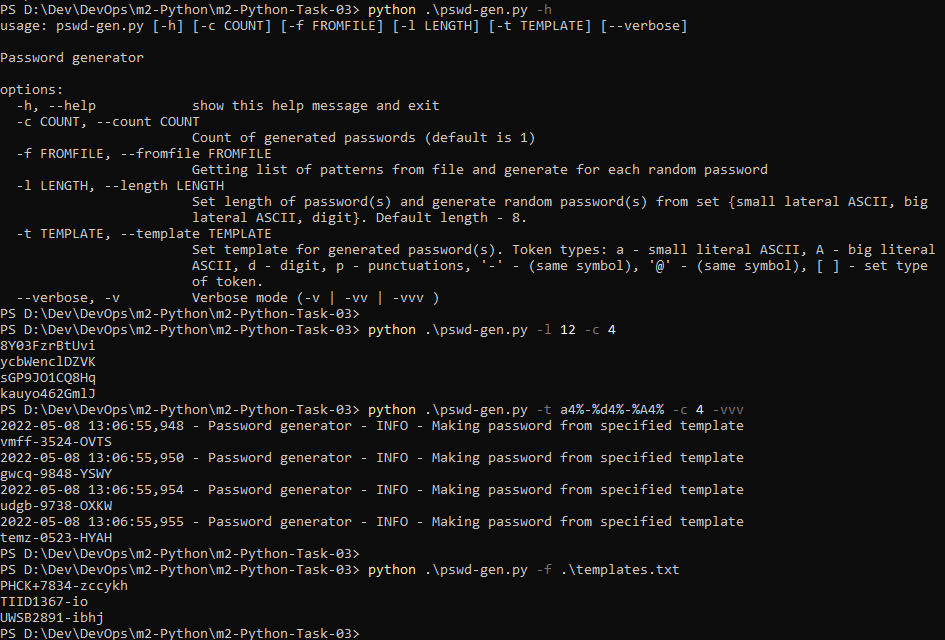 PS D:\Dev\DevOps\m2-Python\m2-Python-Task-03> python .\pswd-gen.py -h
usage: pswd-gen.py [-h] [-c COUNT] [-f FROMFILE] [-l LENGTH] [-t TEMPLATE] [--verbose]
Password generator
options:
-h, --help show this help message and exit
-c COUNT, --count COUNT
Count of generated passwords (default is 1)
-f FROMFILE, --fromfile FROMFILE
Getting list of patterns from file and generate for each random password
-l LENGTH, --length LENGTH
Set length of password(s) and generate random password(s) from set {small lateral ASCII, big
lateral ASCII, digit}. Default length - 8.
-t TEMPLATE, --template TEMPLATE
Set template for generated password(s). Token types: a - small literal ASCII, A - big literal
ASCII, d - digit, p - punctuations, '-' - (same symbol), '@' - (same symbol), [ ] - set type
of token.
--verbose, -v Verbose mode (-v | -vv | -vvv )
PS D:\Dev\DevOps\m2-Python\m2-Python-Task-03>
PS D:\Dev\DevOps\m2-Python\m2-Python-Task-03> python .\pswd-gen.py -l 12 -c 4
8Y03FzrBtUvi
ycbWenclDZVK
sGP9JO1CQ8Hq
kauyo462GmlJ
PS D:\Dev\DevOps\m2-Python\m2-Python-Task-03> python .\pswd-gen.py -t a4%-%d4%-%A4% -c 4 -vvv
2022-05-08 13:06:55,948 - Password generator - INFO - Making password from specified template
vmff-3524-OVTS
2022-05-08 13:06:55,950 - Password generator - INFO - Making password from specified template
gwcq-9848-YSWY
2022-05-08 13:06:55,954 - Password generator - INFO - Making password from specified template
udgb-9738-OXKW
2022-05-08 13:06:55,955 - Password generator - INFO - Making password from specified template
temz-0523-HYAH
PS D:\Dev\DevOps\m2-Python\m2-Python-Task-03>
PS D:\Dev\DevOps\m2-Python\m2-Python-Task-03> python .\pswd-gen.py -f .\templates.txt
PHCK+7834-zccykh
TIID1367-io
UWSB2891-ibhj
PS D:\Dev\DevOps\m2-Python\m2-Python-Task-03>